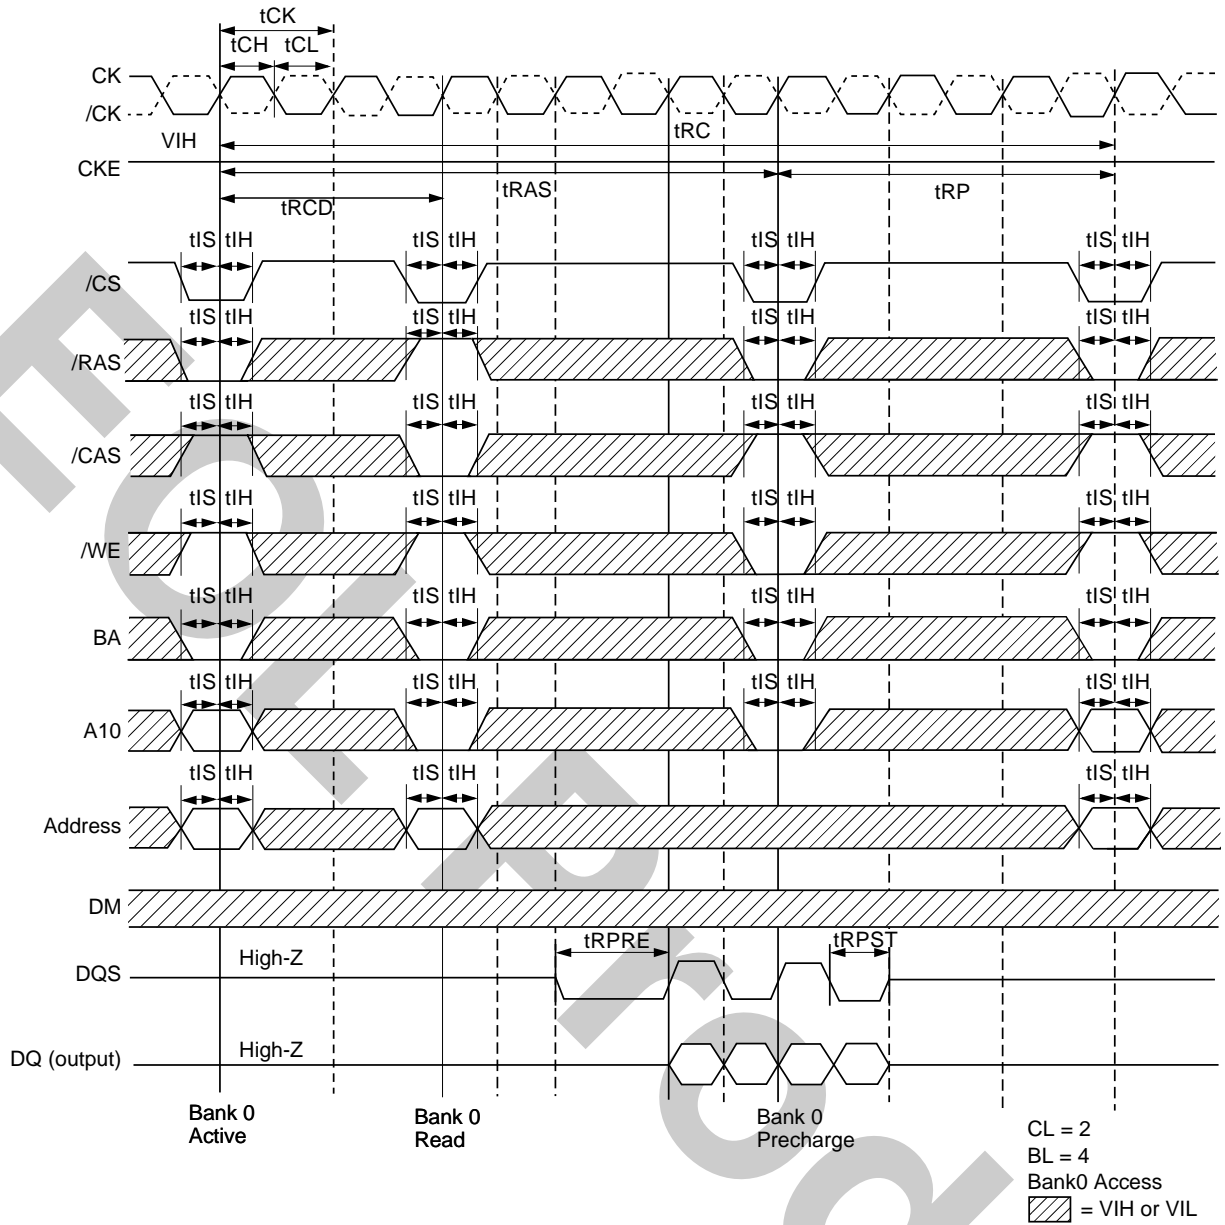 tCK
tCH tCL
CK
/CK
VIH
tRC
CKE
tRAS
tRP
tRCD
tIS tIH tIS tIH tIS tIH tIS tIH
/CS
tIS tIH tIS tIH tIS tIH tIS tIH
/RAS
tIS tIH tIS tIH tIS tIH tIS tIH
/CAS
tIS tIH tIS tIH tIS tIH tIS tIH
/WE
tIS tIH tIS tIH tIS tIH tIS tIH
BA
tIS tIH tIS tIH tIS tIH tIS tIH
A10
tIS tIH tIS tIH tIS tIH
Address
DM
tRPRE tRPST
High-Z
DQS
High-Z
DQ (output)
Bank 0
Active
Bank 0
Read
Bank 0
Precharge
CL = 2
BL = 4
Bank0 Access
= VIH or VIL
EOL Prod